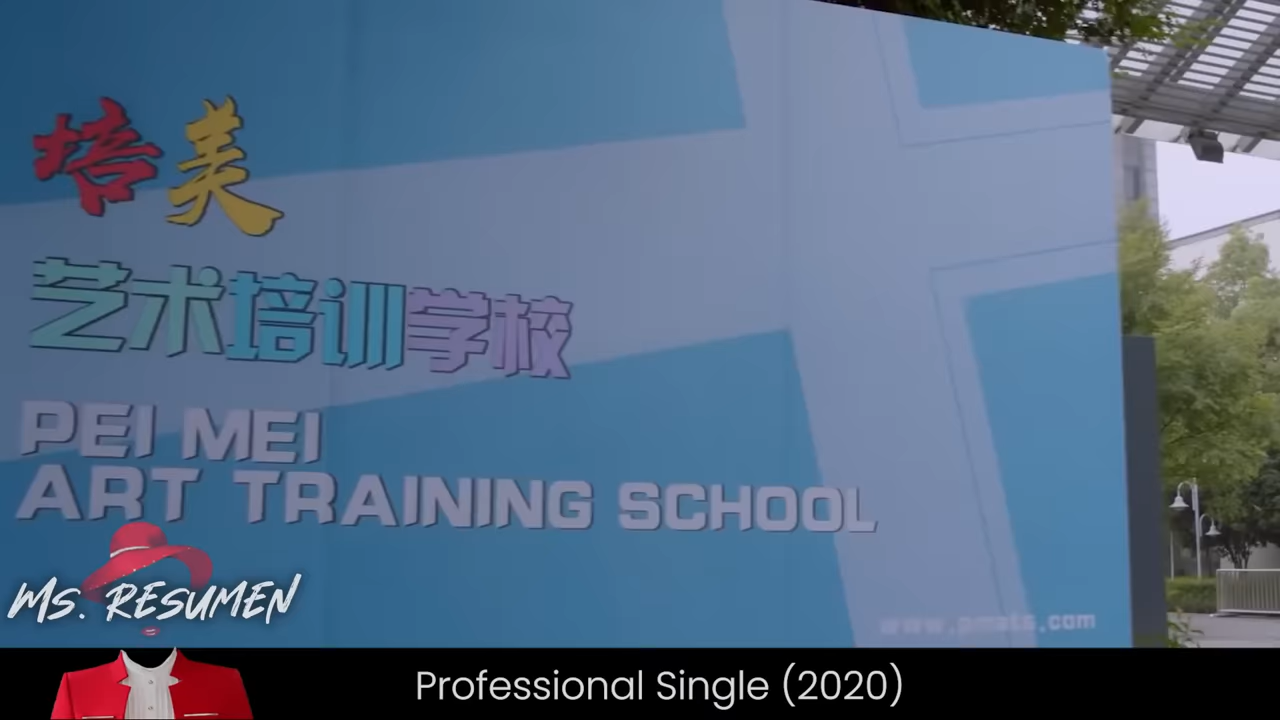 培美
艺术培训学校
PEI MEI
ART TRAINING SCHOOL
MS. RESUMEN
Professional Single (2020)